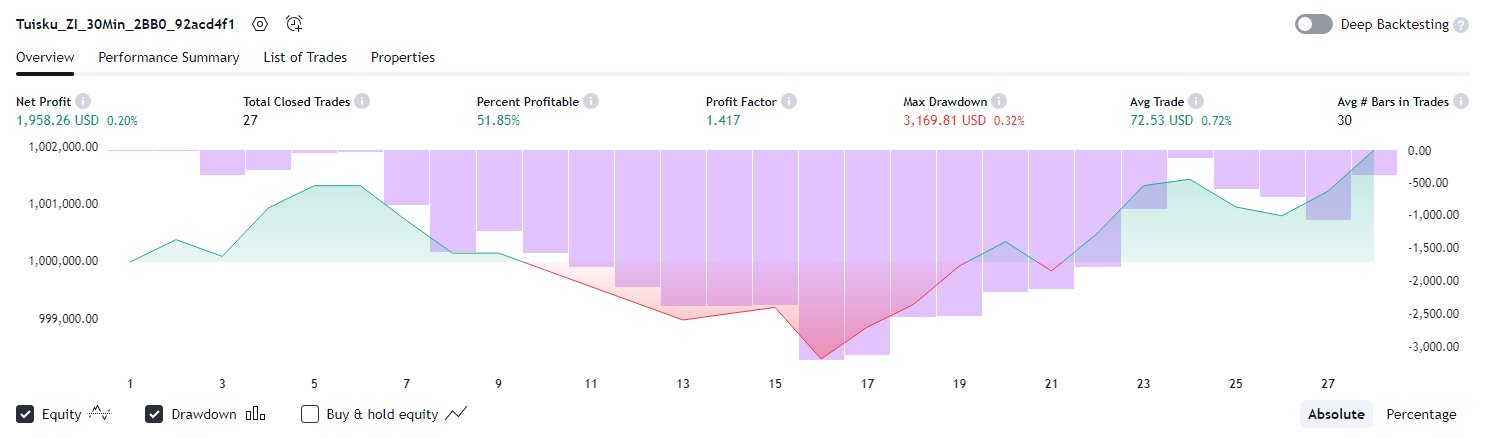 Tuisku_ZI_30Min_2BB0_92acd4f1 Deep Backtesting ?
Overview Performance Summary List of Trades Properties
Net Profit i Total Closed Trades i Percent Profitable i Profit Factor i Max Drawdown i Avg Trade i Avg # Bars in Trades i
1,958.26 USD 0.20% 27 51.85% 1.417 3,169.81 USD 0.32% 72.53 USD 0.72% 30
1,002,000.00 0.00
-500.00
1,001,000.00
-1,000.00
-1,500.00
1,000,000.00
-2,000.00
-2,500.00
999,000.00
-3,000.00
1 3 5 7 9 11 13 15 17 19 21 23 25 27
Equity Drawdown Buy & hold equity Absolute Percentage